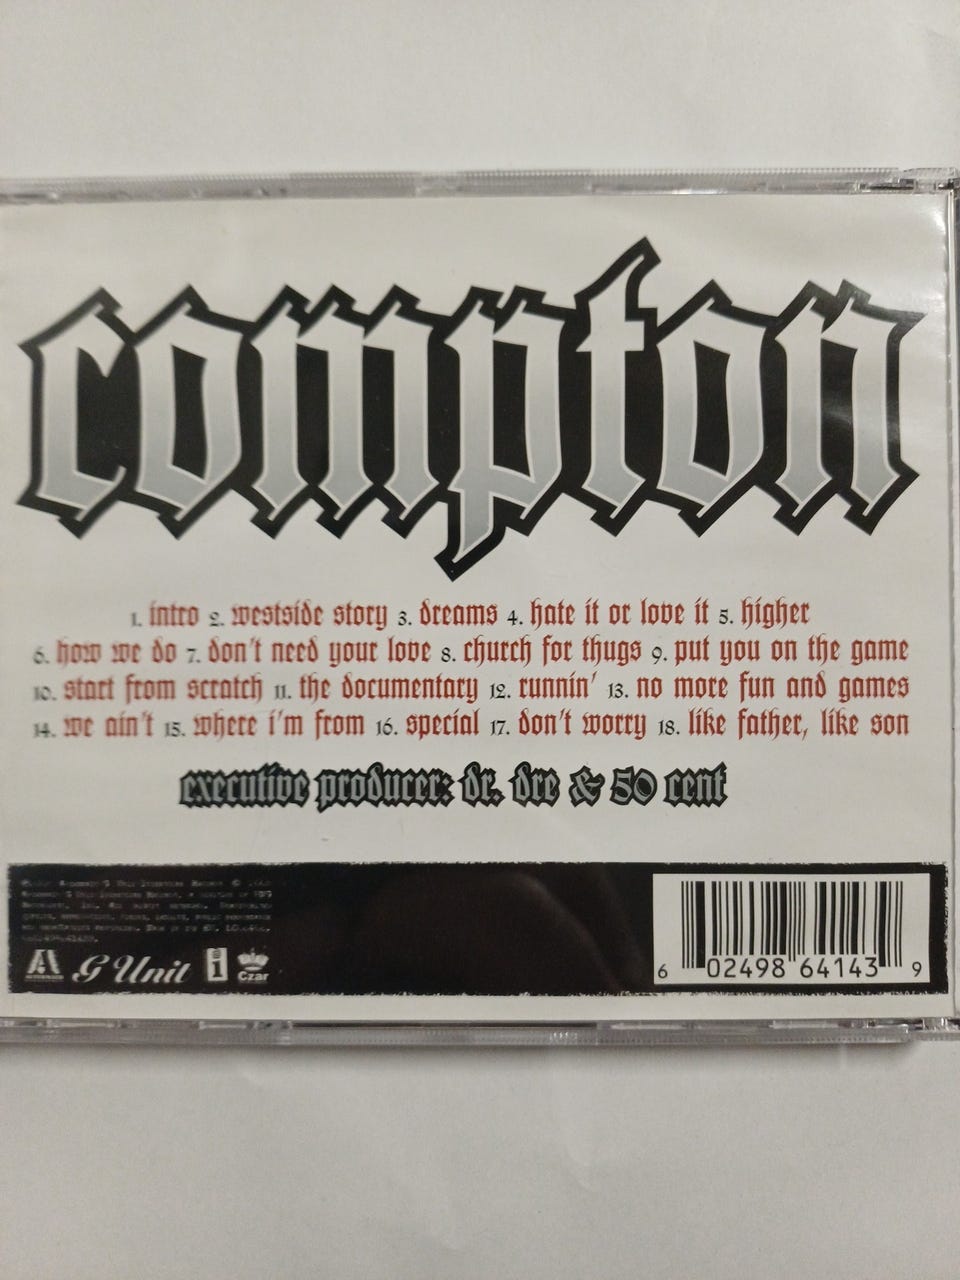 compton
1. intro 2. westside story 3. dreams 4. hate it or love it 5. higher
6. how we do 7. don't need your love 8. church for thugs 9. put you on the game
10. start from scratch 11. the documentary 12. runnin' 13. no more fun and games
14. we ain't 15. where i'm from 16. special 17. don't worry 18. like father, like son
executive producer: dr. dre & 50 cent
G Unit i Czar
6 02498 64143 9